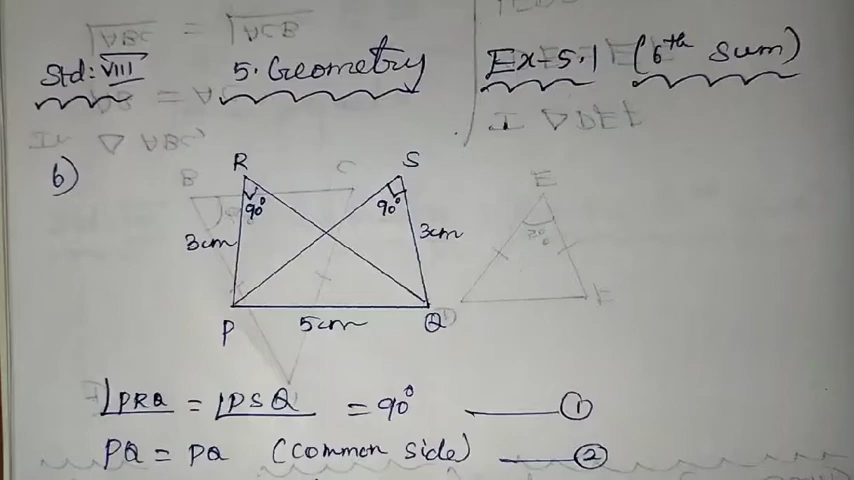 Std: VIII 5. Geometry Ex-5.1 (6th Sum)
6)
R S
90° 90°
3cm 3cm
P 5cm Q
∠PRQ = ∠PSQ = 90° ——— ①
PQ = PQ (Common side) ——— ②